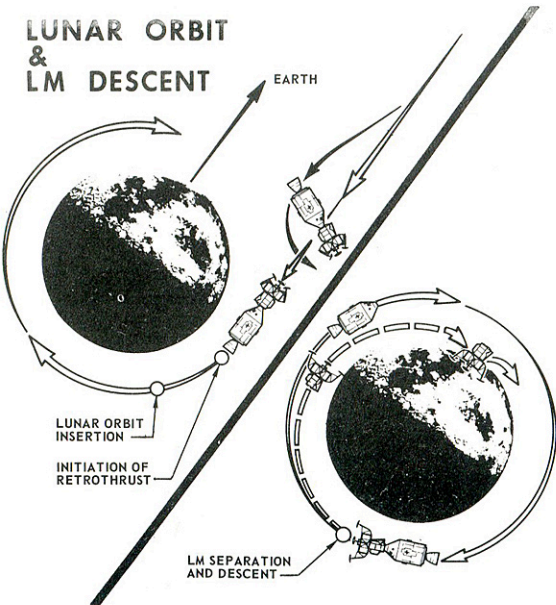 LUNAR ORBIT
&
LM DESCENT
EARTH
LUNAR ORBIT
INSERTION
INITIATION OF
RETROTHRUST
LM SEPARATION
AND DESCENT